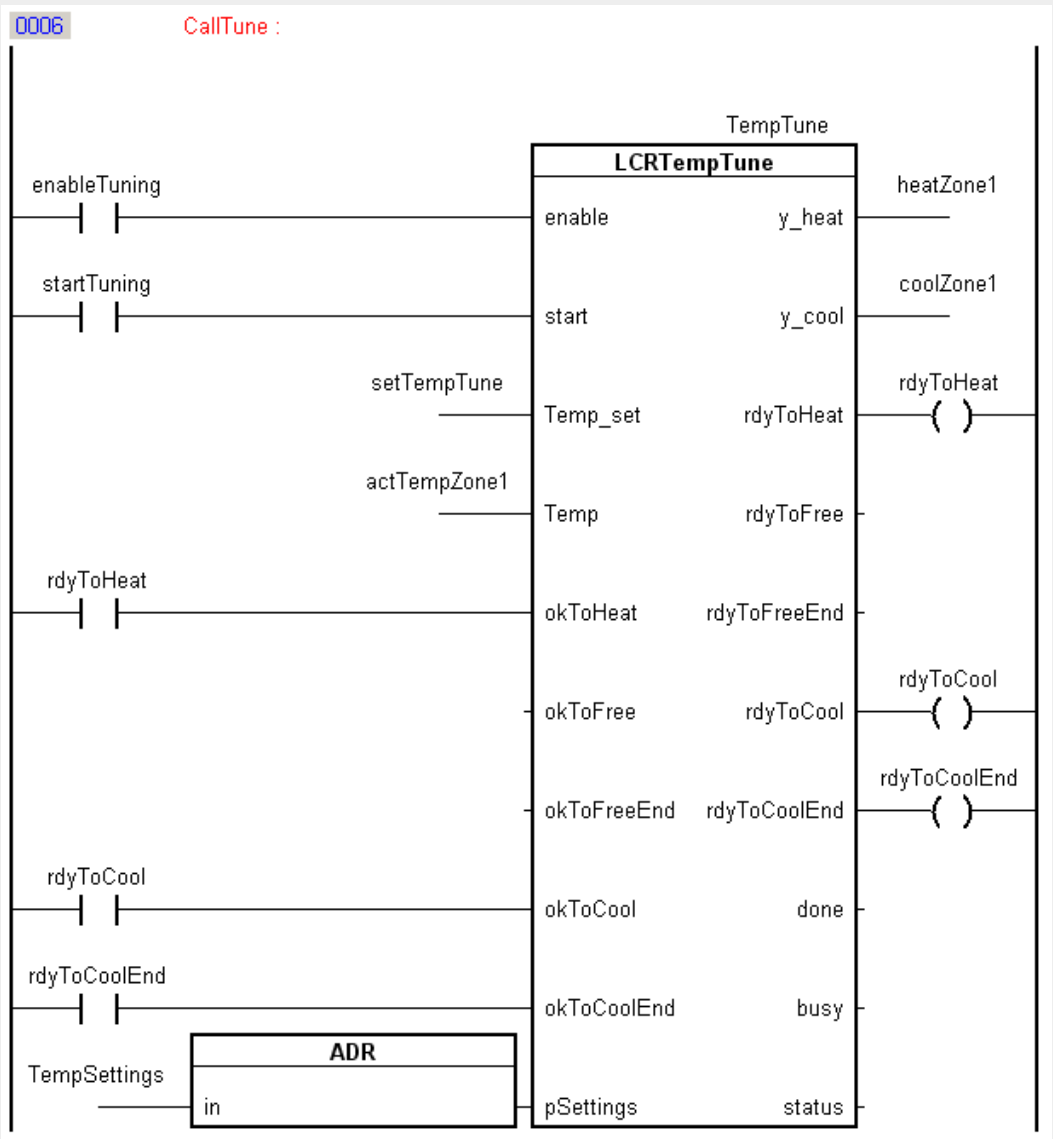 0006 CallTune :
TempTune
LCRTempTune
enableTuning heatZone1
enable y_heat
startTuning coolZone1
start y_cool
setTempTune rdyToHeat
Temp_set rdyToHeat
actTempZone1
Temp rdyToFree
rdyToHeat
okToHeat rdyToFreeEnd
rdyToCool
okToFree rdyToCool
rdyToCoolEnd
okToFreeEnd rdyToCoolEnd
rdyToCool
okToCool done
rdyToCoolEnd
okToCoolEnd busy
ADR
TempSettings
in pSettings status